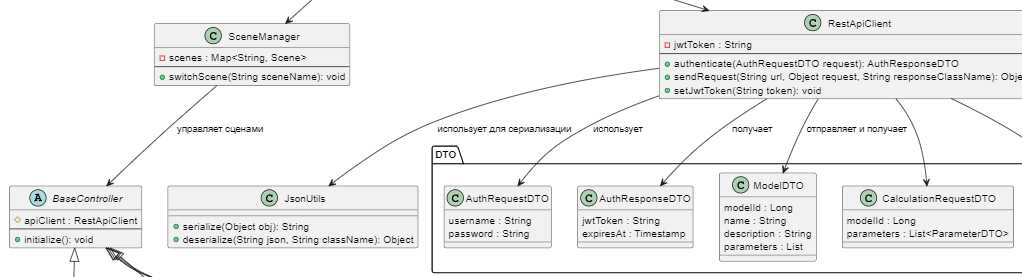 C SceneManager
scenes : Map<String, Scene>
switchScene(String sceneName): void
C RestApiClient
jwtToken : String
authenticate(AuthRequestDTO request): AuthResponseDTO
sendRequest(String url, Object request, String responseClassName): Obje
setJwtToken(String token): void
управляет сценами
использует для сериализации
использует
получает
отправляет и получает
DTO
A BaseController
apiClient : RestApiClient
initialize(): void
C JsonUtils
serialize(Object obj): String
deserialize(String json, String className): Object
C AuthRequestDTO
username : String
password : String
C AuthResponseDTO
jwtToken : String
expiresAt : Timestamp
C ModelDTO
modelId : Long
name : String
description : String
parameters : List
C CalculationRequestDTO
modelId : Long
parameters : List<ParameterDTO>